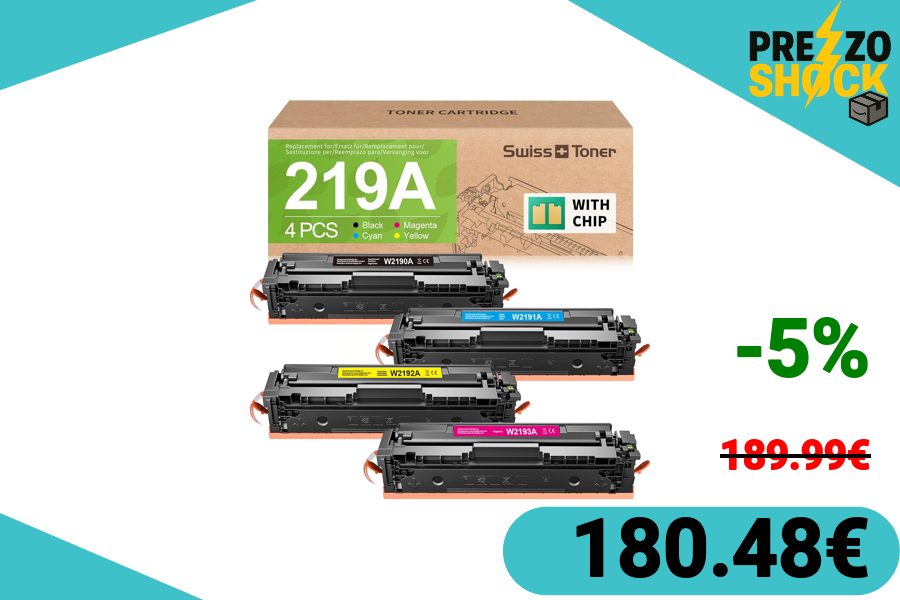 PREZZO
SHOCK
TONER CARTRIDGE
Replacement for/Ersatz für/Remplacement pour/
Sostituzione per/Reemplazo para/Vervanging voor
219A
4 PCS
Black
Magenta
Cyan
Yellow
Swiss+Toner
WITH
CHIP
W2190A
W2191A
W2192A
W2193A
-5%
189.99€
180.48€